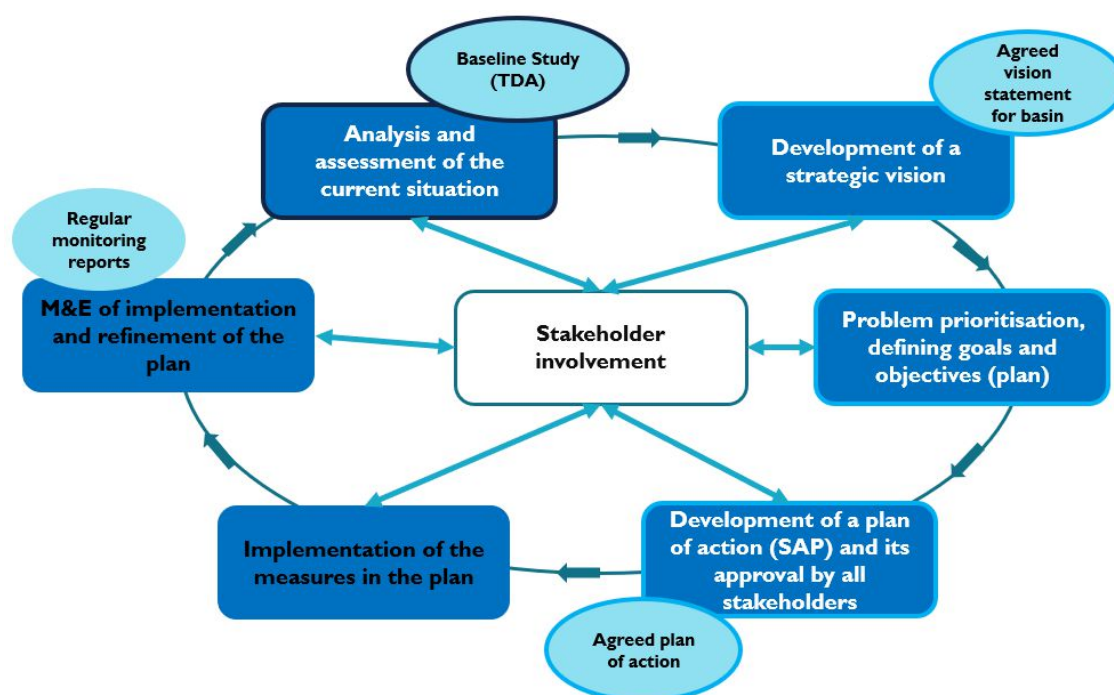 Baseline Study
(TDA)
Analysis and
assessment of the
current situation
Agreed
vision
statement
for basin
Development of a
strategic vision
Regular
monitoring
reports
M&E of implementation
and refinement of the
plan
Stakeholder
involvement
Problem prioritisation,
defining goals and
objectives (plan)
Implementation of the
measures in the plan
Development of a plan
of action (SAP) and its
approval by all
stakeholders
Agreed plan
of action